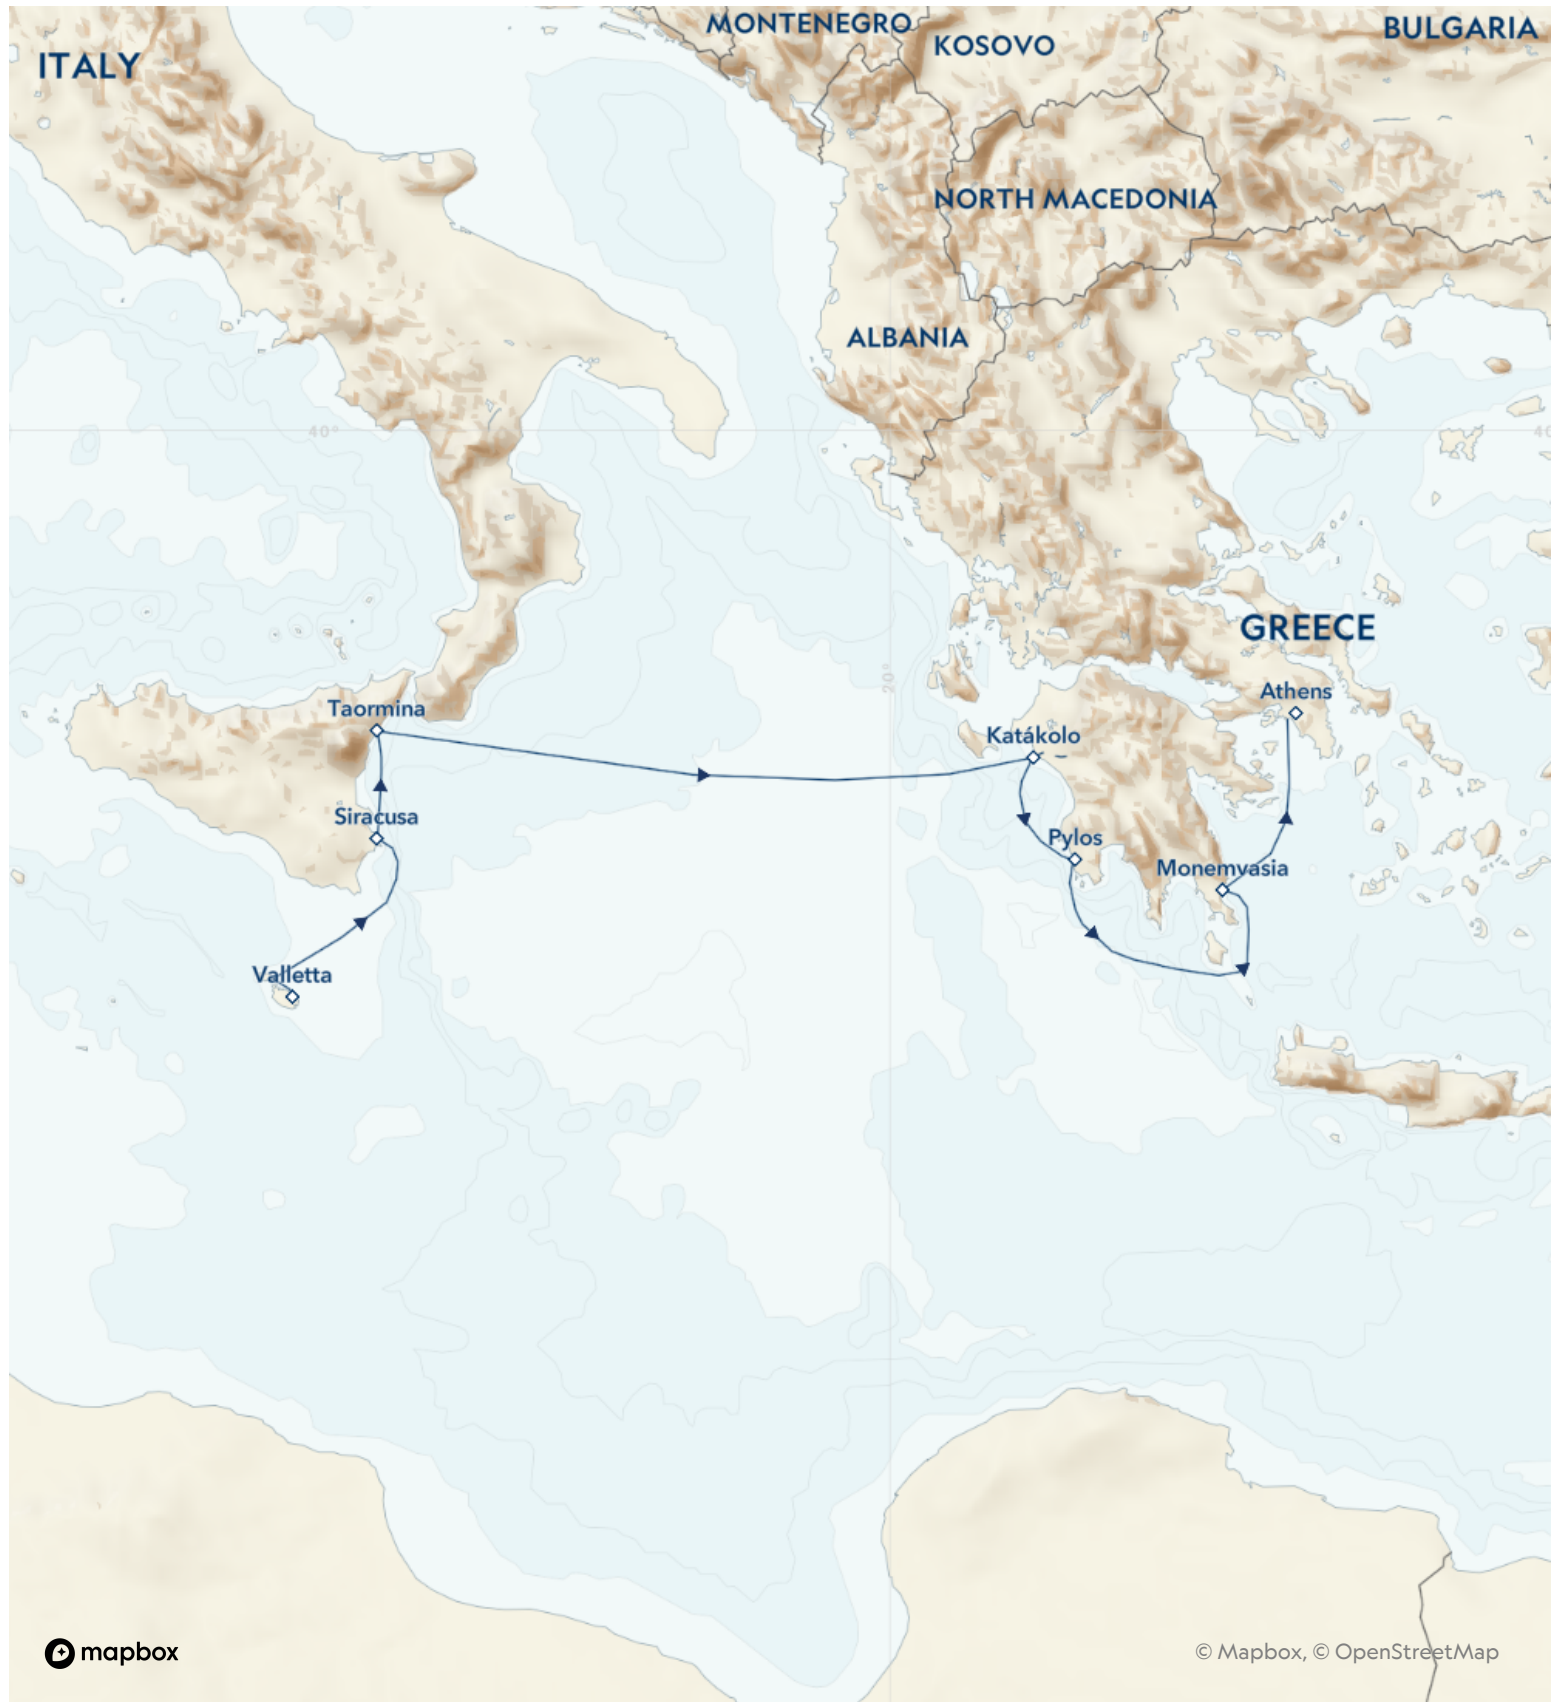 MONTENEGRO
BULGARIA
KOSOVO
ITALY
NORTH MACEDONIA
ALBANIA
40°
40
GREECE
20°
Athens
Taormina
Katákolo
Siracusa
Pylos
Monemvasia
Valletta
mapbox
© Mapbox, © OpenStreetMap